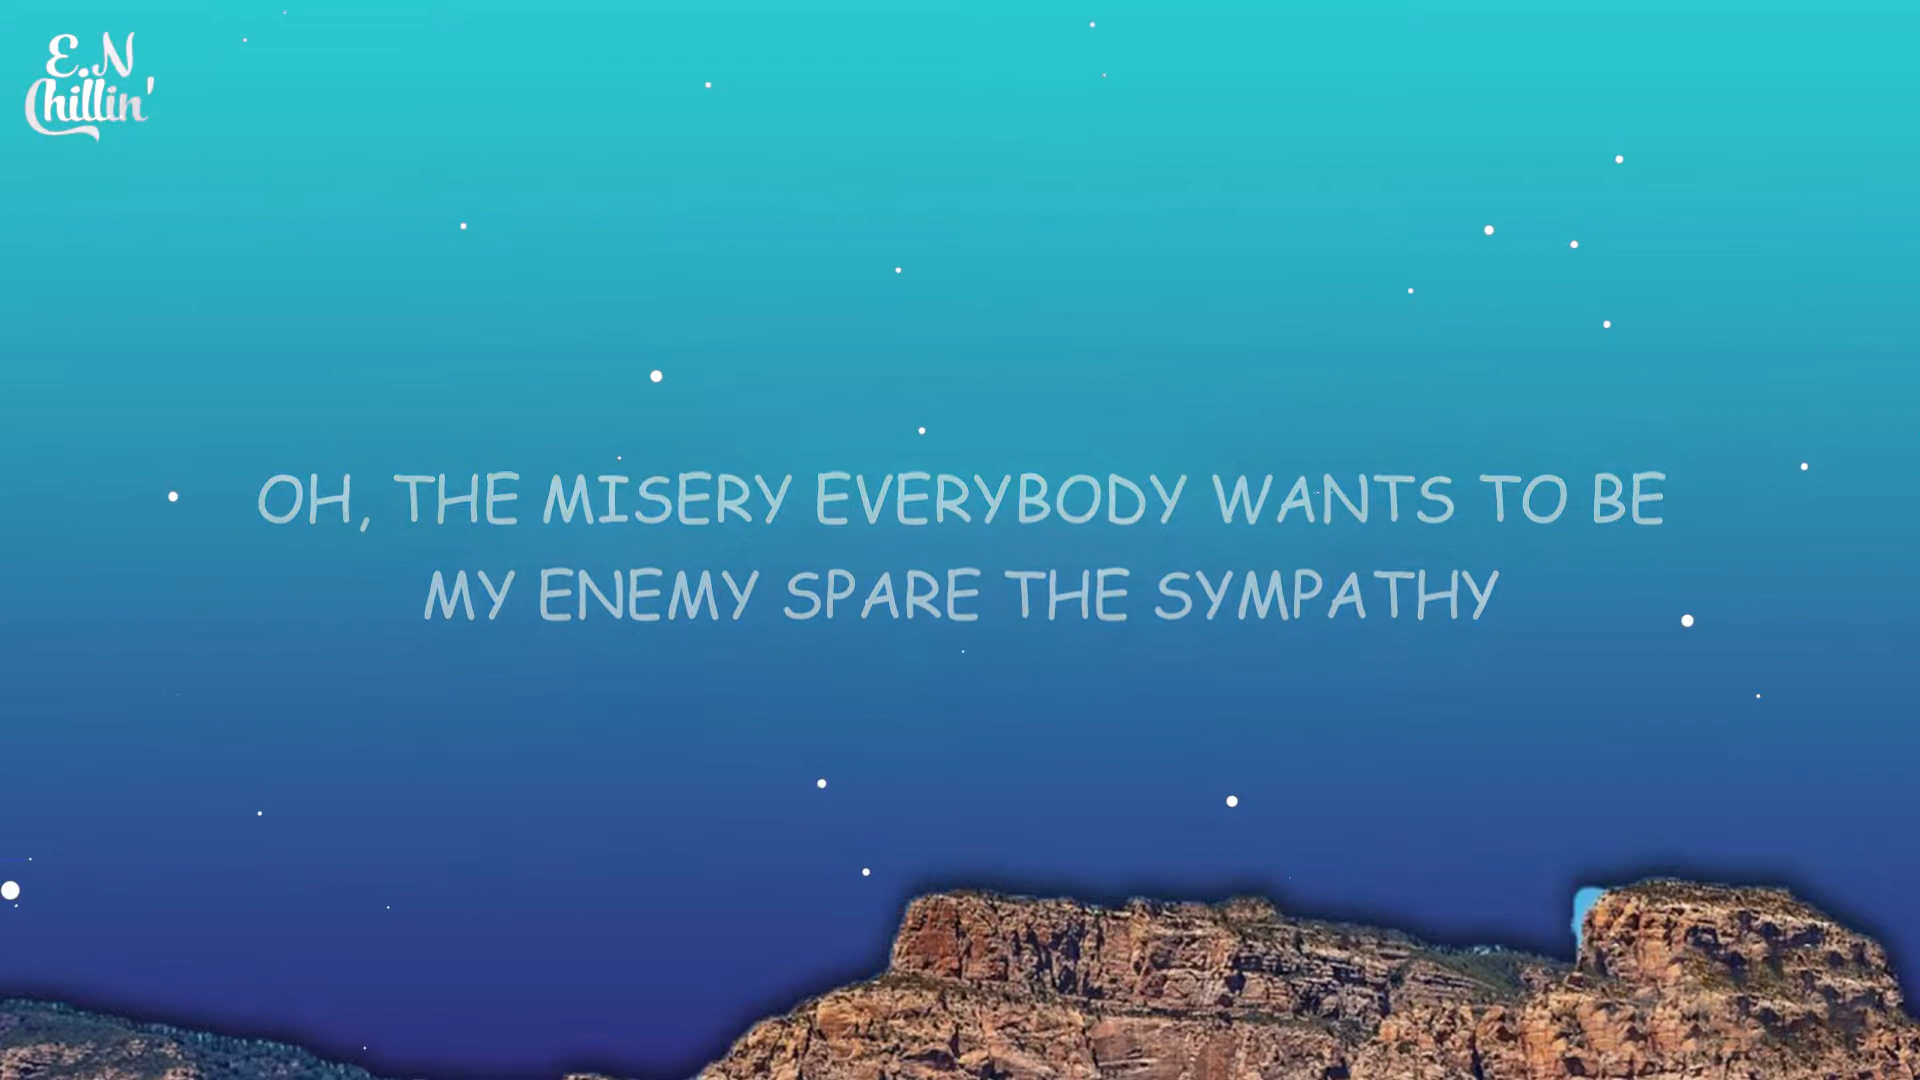 E.N
Chillin'
OH, THE MISERY EVERYBODY WANTS TO BE
MY ENEMY SPARE THE SYMPATHY